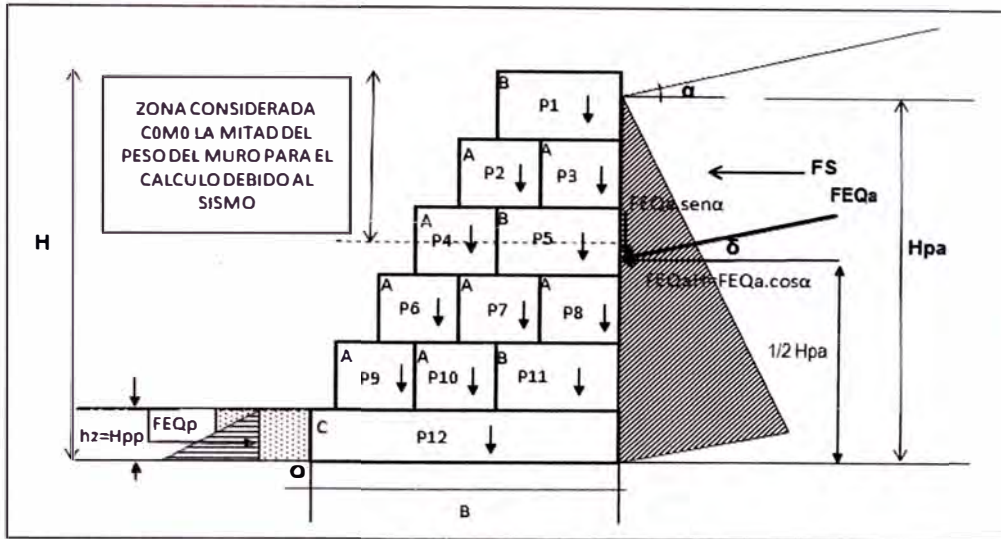 ZONA CONSIDERADA
COMO LA MITAD DEL
PESO DEL MURO PARA EL
CALCULO DEBIDO AL
SISMO
H
B
P1
α
A
P2
A
P3
FS
FEQa.senα
FEQa
A
P4
B
P5
δ
Hpa
FEQaH=FEQa.cosα
A
P6
A
P7
A
P8
1/2 Hpa
A
P9
A
P10
B
P11
hz=Hpp
FEQp
C
P12
O
B